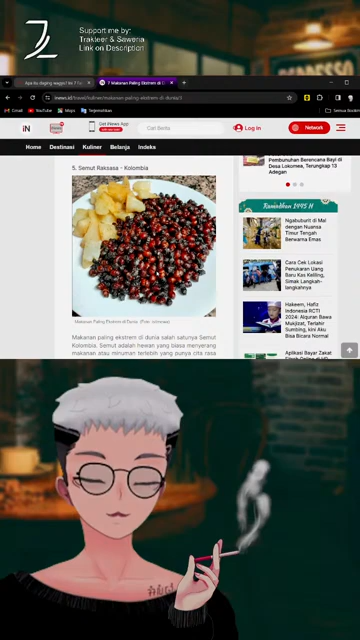 Support me by:
Trakteer & Sawena
Link on Description
7 Makanan Paling Ekstrem di D
Gmail
YouTube
Maps
Terjemahkan
Semua Bookm
iN
Get iNews App
Cari Berita
Log In
Network
Home
Destinasi
Kuliner
Belanja
Indeks
5. Semut Raksasa - Kolombia
Makanan Paling Ekstrem di Dunia
Makanan paling ekstrem di dunia salah satunya Semut
Kolombia. Semut adalah hewan yang biasa menyerang
makanan atau minuman terlebih yang punya cita rasa
Pembunuhan Berencana Bayi di
Desa Lokomea, Terungkap 13
Adegan
Ramadhan 1445 H
Ngabuburit di Mal
dengan Nuansa
Timur Tengah
Berwarna Emas
Cara Cek Lokasi
Penukaran Uang
Baru Kas Keliling,
Simak Langkah-
langkahnya
Hakeem, Hafiz
Indonesia RCTI
2024: Alquran Bawa
Mukjizat, Terlahir
Sumbing, kini Aku
Bisa Bicara Normal
Aplikasi Bayar Zakat